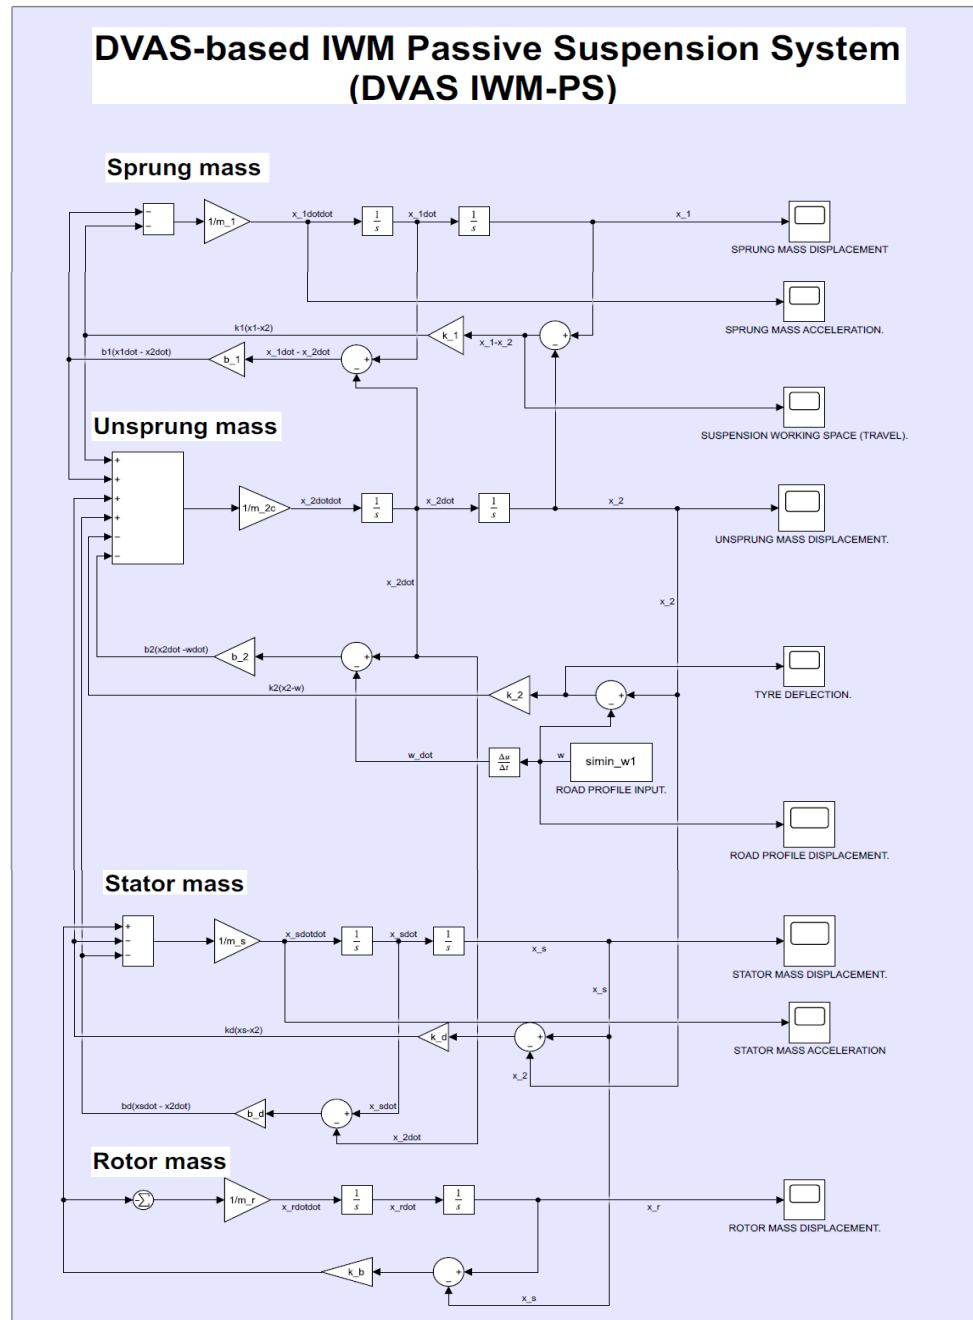 DVAS-based IWM Passive Suspension System
(DVAS IWM-PS)
Sprung mass
−
−
1/m_1
x_1dotdot
1
s
x_1dot
1
s
x_1
SPRUNG MASS DISPLACEMENT
SPRUNG MASS ACCELERATION.
k1(x1-x2)
k_1
x_1-x_2
+
−
b1(x1dot - x2dot)
b_1
x_1dot - x_2dot
+
−
SUSPENSION WORKING SPACE (TRAVEL).
Unsprung mass
+
+
+
+
−
−
1/m_2c
x_2dotdot
1
s
x_2dot
1
s
x_2
UNSPRUNG MASS DISPLACEMENT.
x_2dot
x_2
b2(x2dot -wdot)
b_2
+
−
k2(x2-w)
k_2
+
−
TYRE DEFLECTION.
w_dot
Δu
Δt
w
simin_w1
ROAD PROFILE INPUT.
ROAD PROFILE DISPLACEMENT.
Stator mass
+
−
−
1/m_s
x_sdotdot
1
s
x_sdot
1
s
x_s
STATOR MASS DISPLACEMENT.
x_s
kd(xs-x2)
k_d
+
−
STATOR MASS ACCELERATION
x_2
bd(xsdot - x2dot)
b_d
+
−
x_sdot
x_2dot
Rotor mass
−Σ
1/m_r
x_rdotdot
1
s
x_rdot
1
s
x_r
ROTOR MASS DISPLACEMENT.
k_b
+
−
x_s